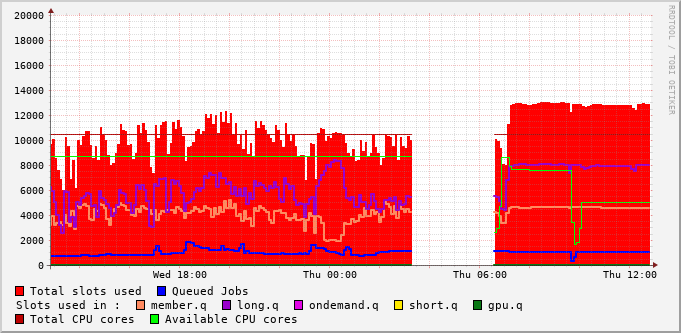 20000
18000
16000
14000
12000
10000
8000
6000
4000
2000
0
Wed 18:00 Thu 00:00 Thu 06:00 Thu 12:00
RRDTOOL / TOBI OETIKER
Total slots used Queued Jobs
Slots used in : member.q long.q ondemand.q short.q gpu.q
Total CPU cores Available CPU cores